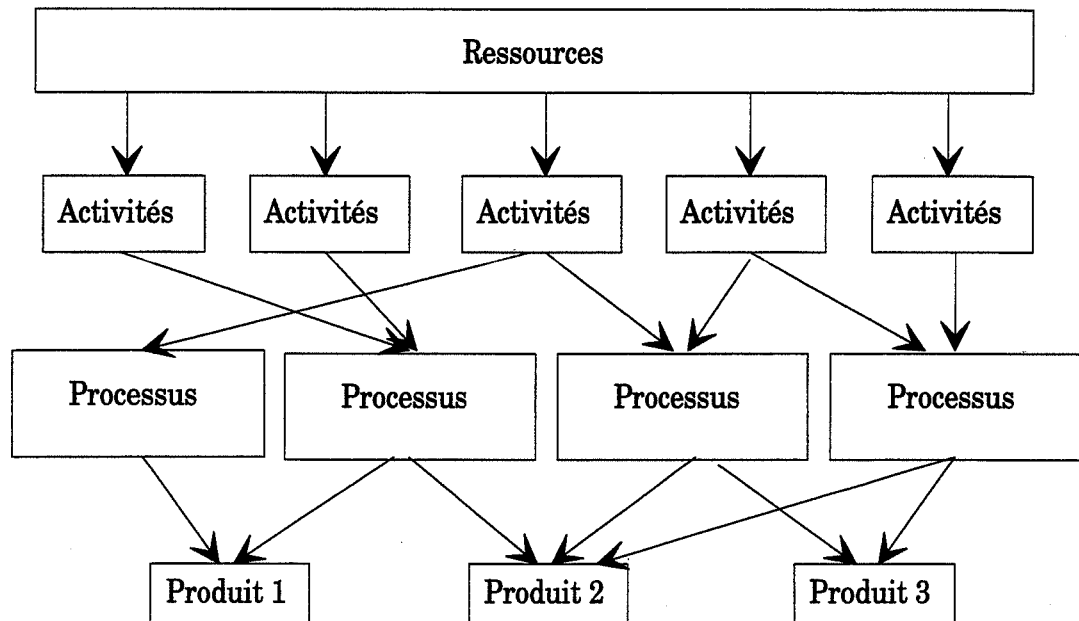 Ressources
Activités Activités Activités Activités Activités
Processus Processus Processus Processus
Produit 1 Produit 2 Produit 3